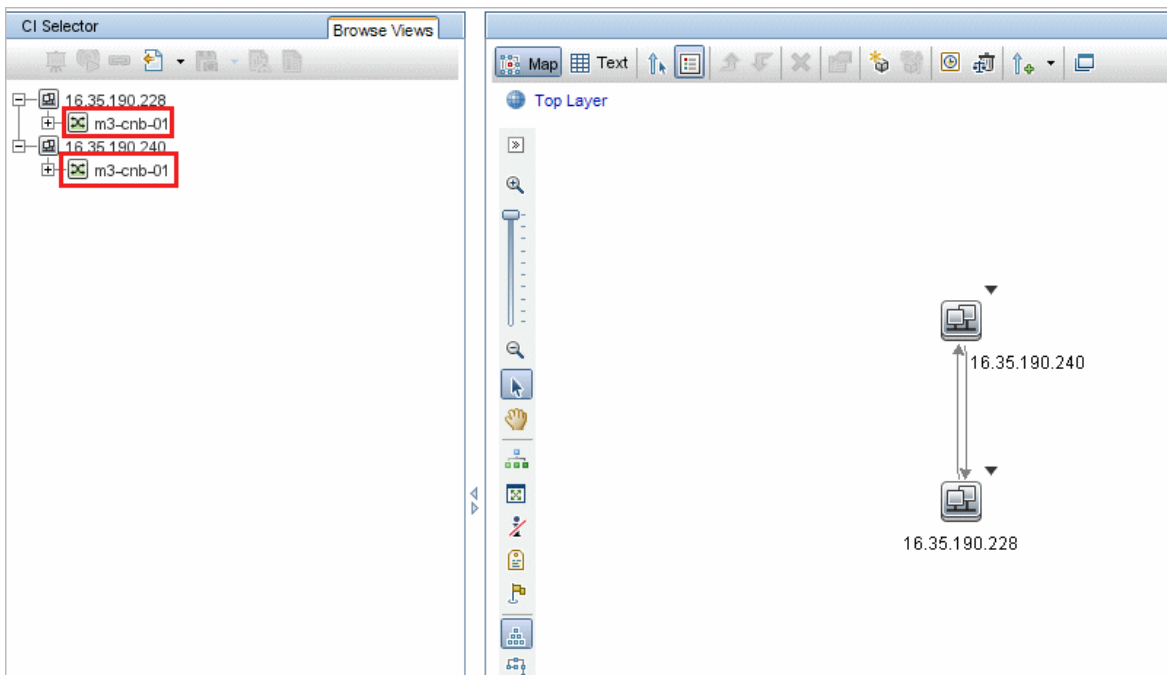 CI Selector
Browse Views
16.35.190.228
m3-cnb-01
16.35.190.240
m3-cnb-01
Map Text
Top Layer
16.35.190.240
16.35.190.228